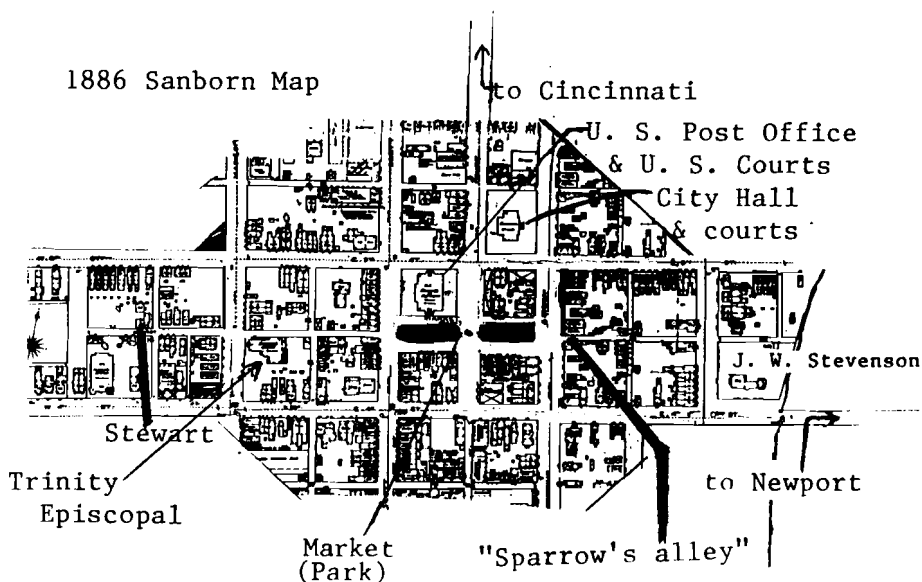 1886 Sanborn Map
to Cincinnati
U. S. Post Office
& U. S. Courts
City Hall
& courts
J. W. Stevenson
Stewart
Trinity
Episcopal
Market
(Park)
"Sparrow's alley"
to Newport